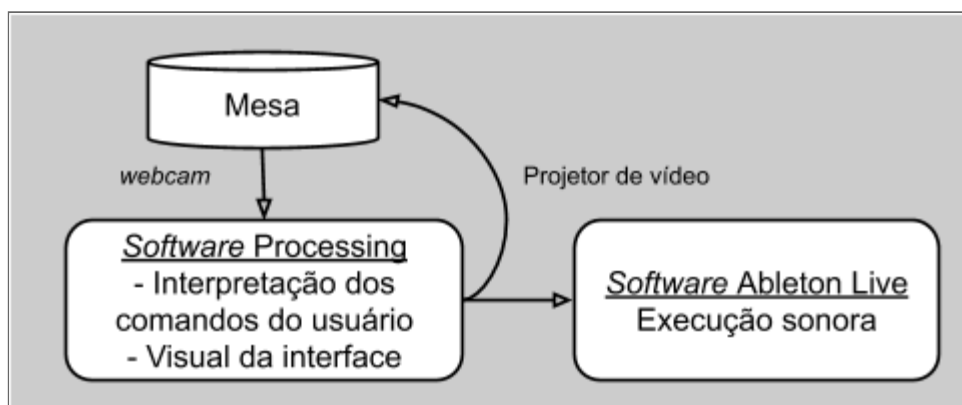 Mesa
webcam
Projetor de vídeo
Software Processing
- Interpretação dos
comandos do usuário
- Visual da interface
Software Ableton Live
Execução sonora